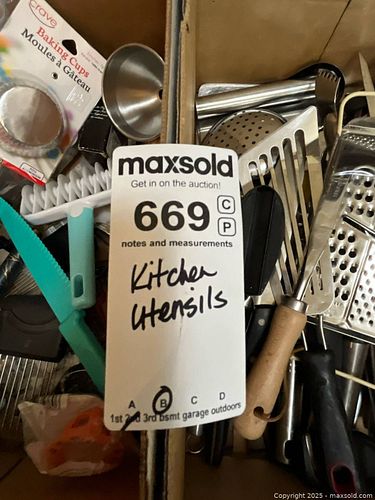 crave
Baking Cups
Moules à Gâteau
maxsold
Get in on the auction!
669 C
P
notes and measurements
Kitchen
Utensils
A B C D
1st 2nd 3rd bsmt garage outdoors
Copyright 2025 - maxsold.com